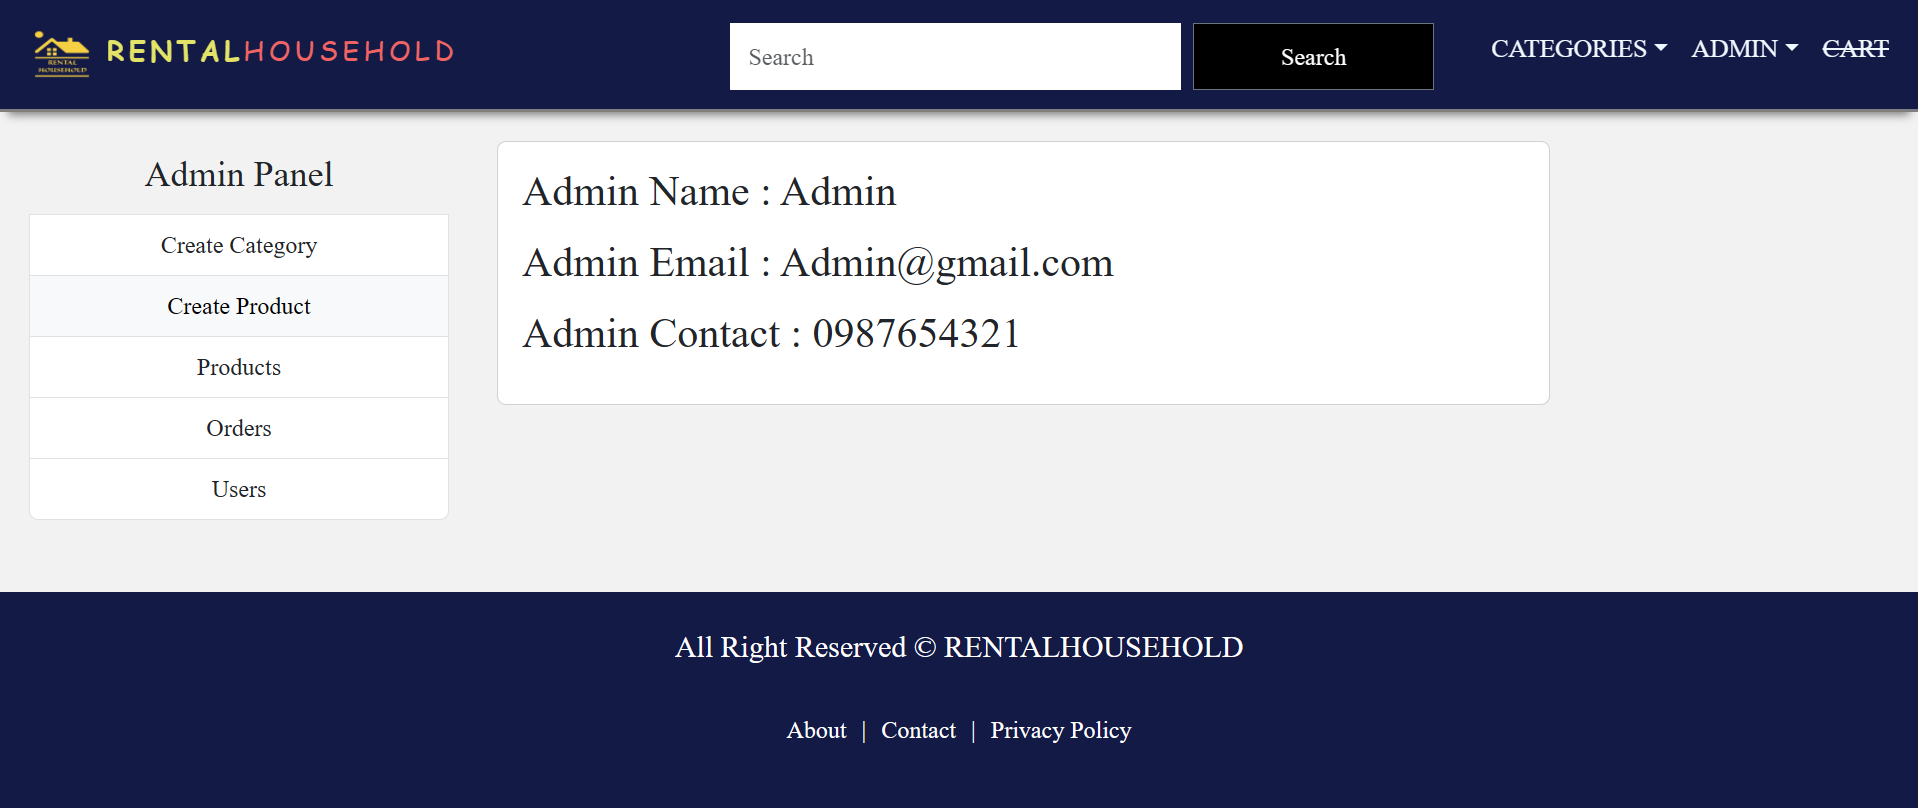 RENTAL
HOUSEHOLD
RENTALHOUSEHOLD
Search
Search
CATEGORIES
ADMIN
CART
Admin Panel
Create Category
Create Product
Products
Orders
Users
Admin Name : Admin
Admin Email : Admin@gmail.com
Admin Contact : 0987654321
All Right Reserved © RENTALHOUSEHOLD
About | Contact | Privacy Policy